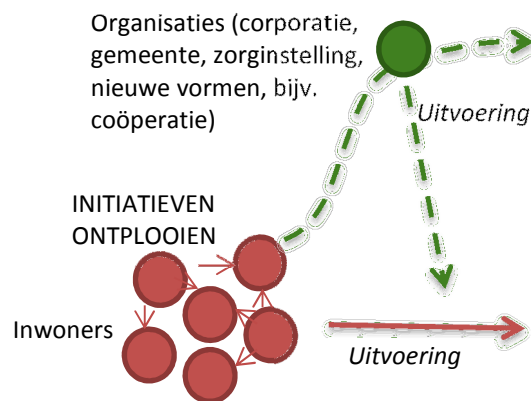 Organisaties (corporatie,
gemeente, zorginstelling,
nieuwe vormen, bijv.
coöperatie)
Uitvoering
INITIATIEVEN
ONTPLOOIEN
Inwoners
Uitvoering